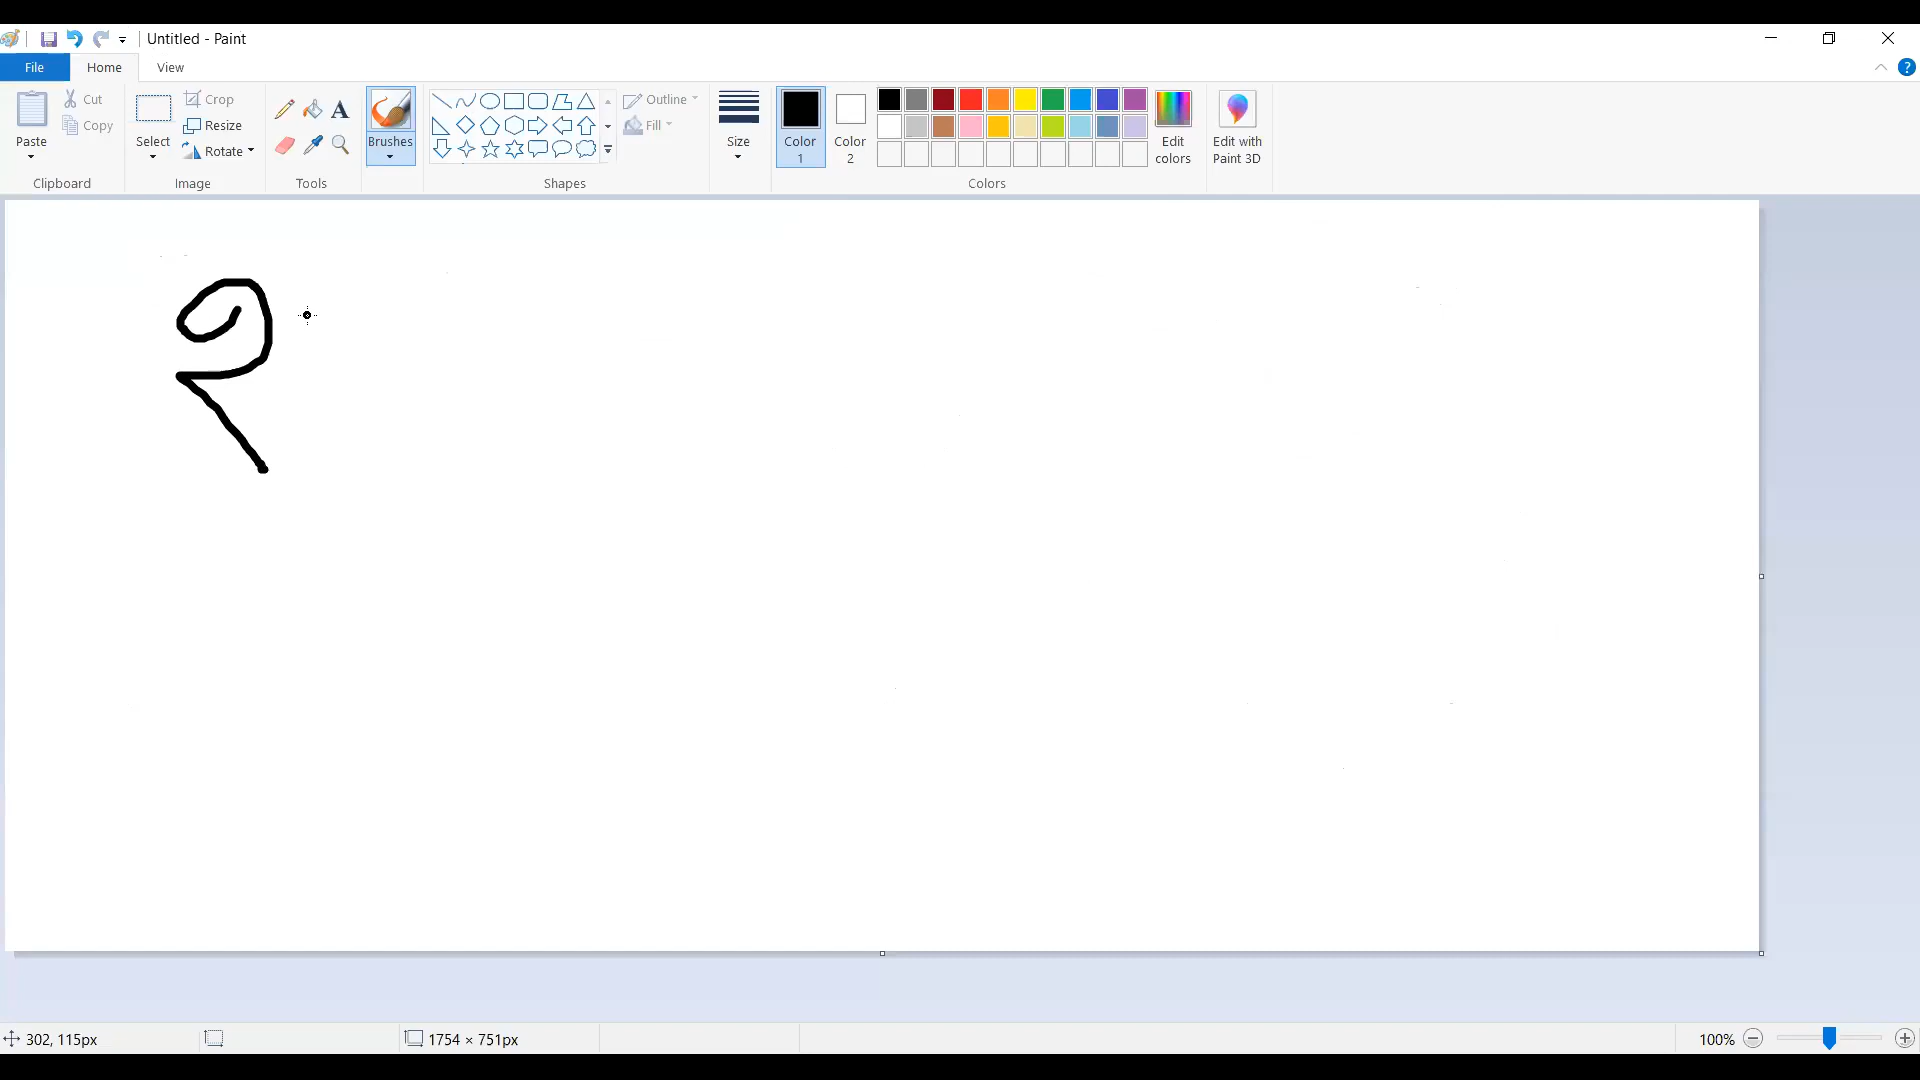 Untitled - Paint
File Home View
Paste Cut Copy Clipboard
Select Crop Resize Rotate Image
Tools
Brushes
Outline Fill Shapes
Size
Color 1 Color 2 Edit colors Colors
Edit with Paint 3D
২
302, 115px 1754 × 751px 100%